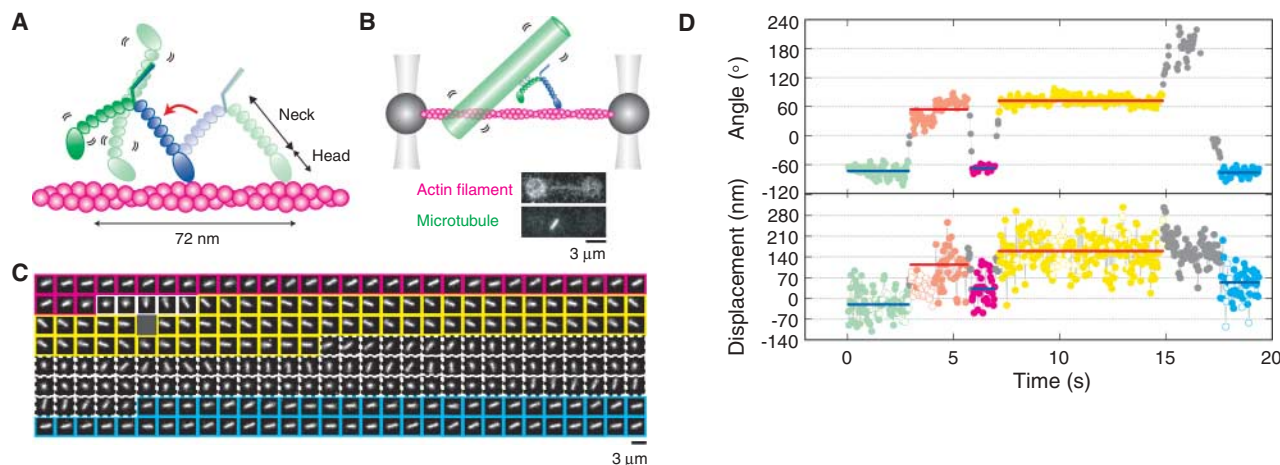 A
Neck
Head
72 nm
B
Actin filament
Microtubule
3 μm
C
3 μm
D
Angle (○)
240
180
120
60
0
-60
-120
Displacement (nm)
280
210
140
70
0
-70
-140
0
5
10
15
20
Time (s)